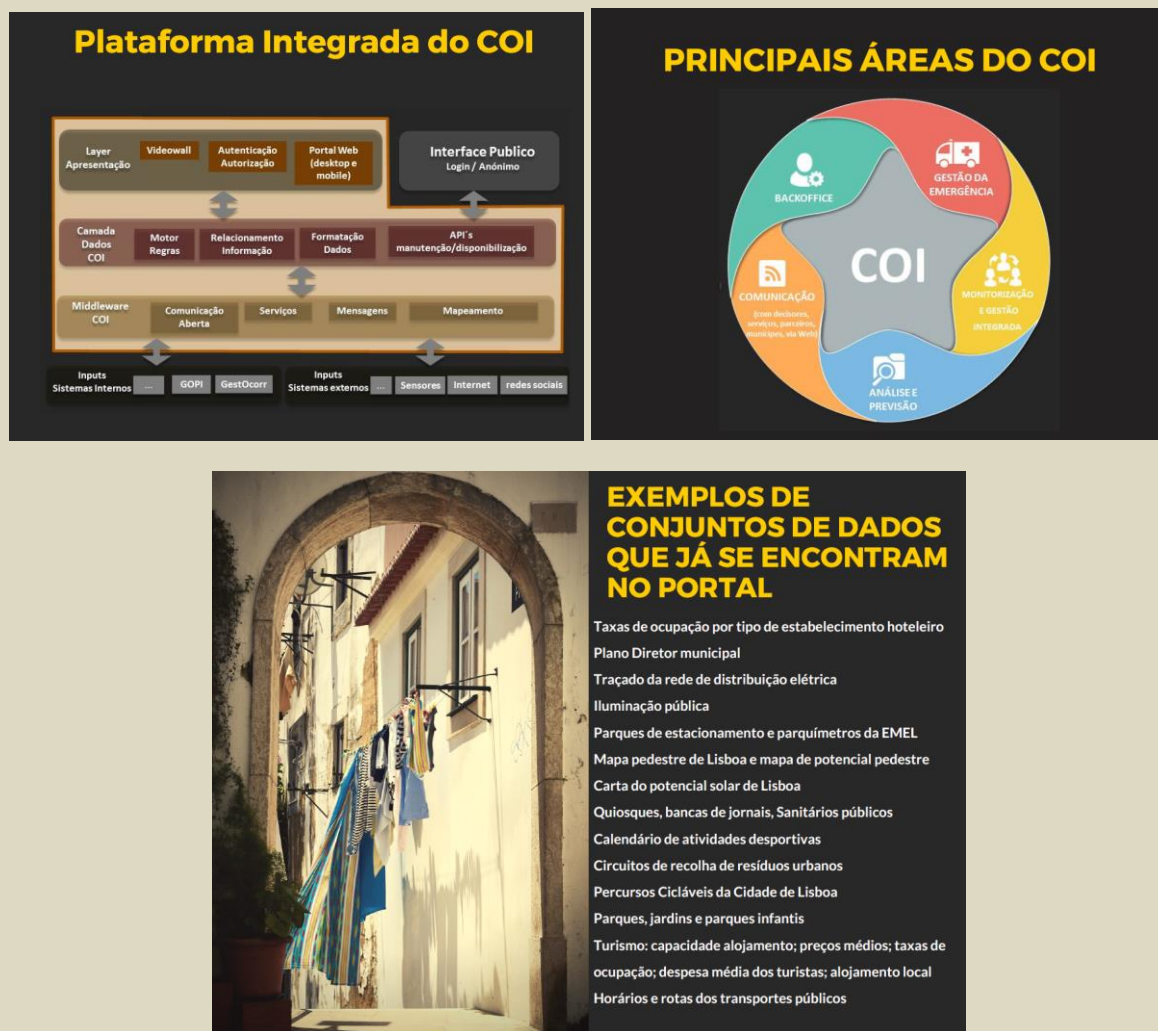 Plataforma Integrada do COI
Layer
Apresentação
Videowall
Autenticação
Autorização
Portal Web
(desktop e
mobile)
Interface Publico
Login / Anónimo
Camada
Dados
COI
Motor
Regras
Relacionamento
Informação
Formatação
Dados
API´s
manutenção/disponibilização
Middleware
COI
Comunicação
Aberta
Serviços
Mensagens
Mapeamento
Inputs
Sistemas Internos
...
GOPI
GestOcorr
Inputs
Sistemas externos
...
Sensores
Internet
redes sociais
PRINCIPAIS ÁREAS DO COI
BACKOFFICE
GESTÃO DA
EMERGÊNCIA
COI
COMUNICAÇÃO
(com decisores,
serviços, parceiros,
munícipes, via Web)
MONITORIZAÇÃO
E GESTÃO
INTEGRADA
ANÁLISE E
PREVISÃO
EXEMPLOS DE
CONJUNTOS DE DADOS
QUE JÁ SE ENCONTRAM
NO PORTAL
Taxas de ocupação por tipo de estabelecimento hoteleiro
Plano Diretor municipal
Traçado da rede de distribuição elétrica
Iluminação pública
Parques de estacionamento e parquímetros da EMEL
Mapa pedestre de Lisboa e mapa de potencial pedestre
Carta do potencial solar de Lisboa
Quiosques, bancas de jornais, Sanitários públicos
Calendário de atividades desportivas
Circuitos de recolha de resíduos urbanos
Percursos Cicláveis da Cidade de Lisboa
Parques, jardins e parques infantis
Turismo: capacidade alojamento; preços médios; taxas de
ocupação; despesa média dos turistas; alojamento local
Horários e rotas dos transportes públicos